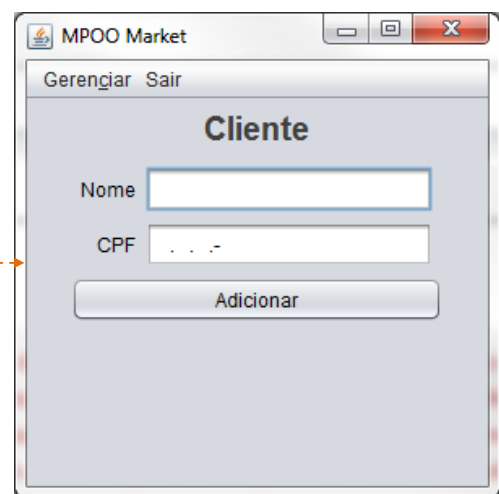 MPOO Market
Gerenciar Sair
Cliente
Nome
CPF . . .-
Adicionar